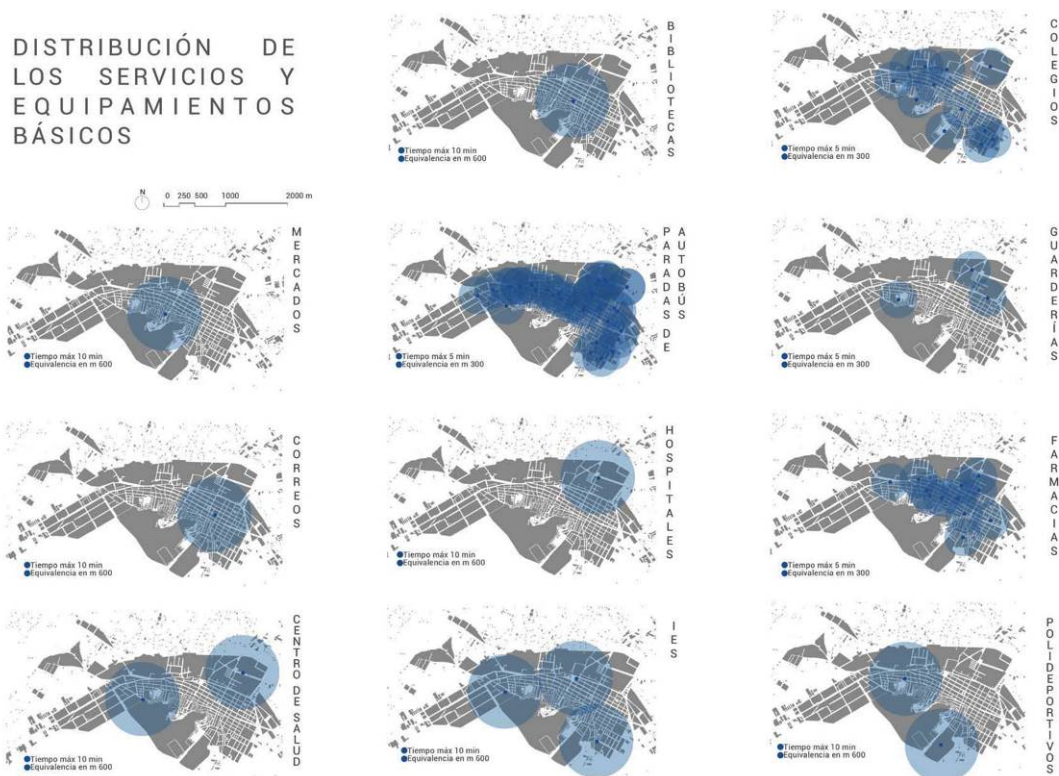 DISTRIBUCIÓN DE
LOS SERVICIOS Y
EQUIPAMIENTOS
BÁSICOS
N
0 250 500 1000 2000 m
BIBLIOTECAS
Tiempo máx 10 min
Equivalencia en m 600
COLEGIOS
Tiempo máx 5 min
Equivalencia en m 300
MERCADOS
Tiempo máx 10 min
Equivalencia en m 600
PARADAS DE
AUTOBÚS
Tiempo máx 5 min
Equivalencia en m 300
GUARDERÍAS
Tiempo máx 5 min
Equivalencia en m 300
CORREOS
Tiempo máx 10 min
Equivalencia en m 600
HOSPITALES
Tiempo máx 10 min
Equivalencia en m 600
FARMACIAS
Tiempo máx 5 min
Equivalencia en m 300
CENTRO DE SALUD
Tiempo máx 10 min
Equivalencia en m 600
IES
Tiempo máx 10 min
Equivalencia en m 600
POLIDEPORTIVOS
Tiempo máx 10 min
Equivalencia en m 600